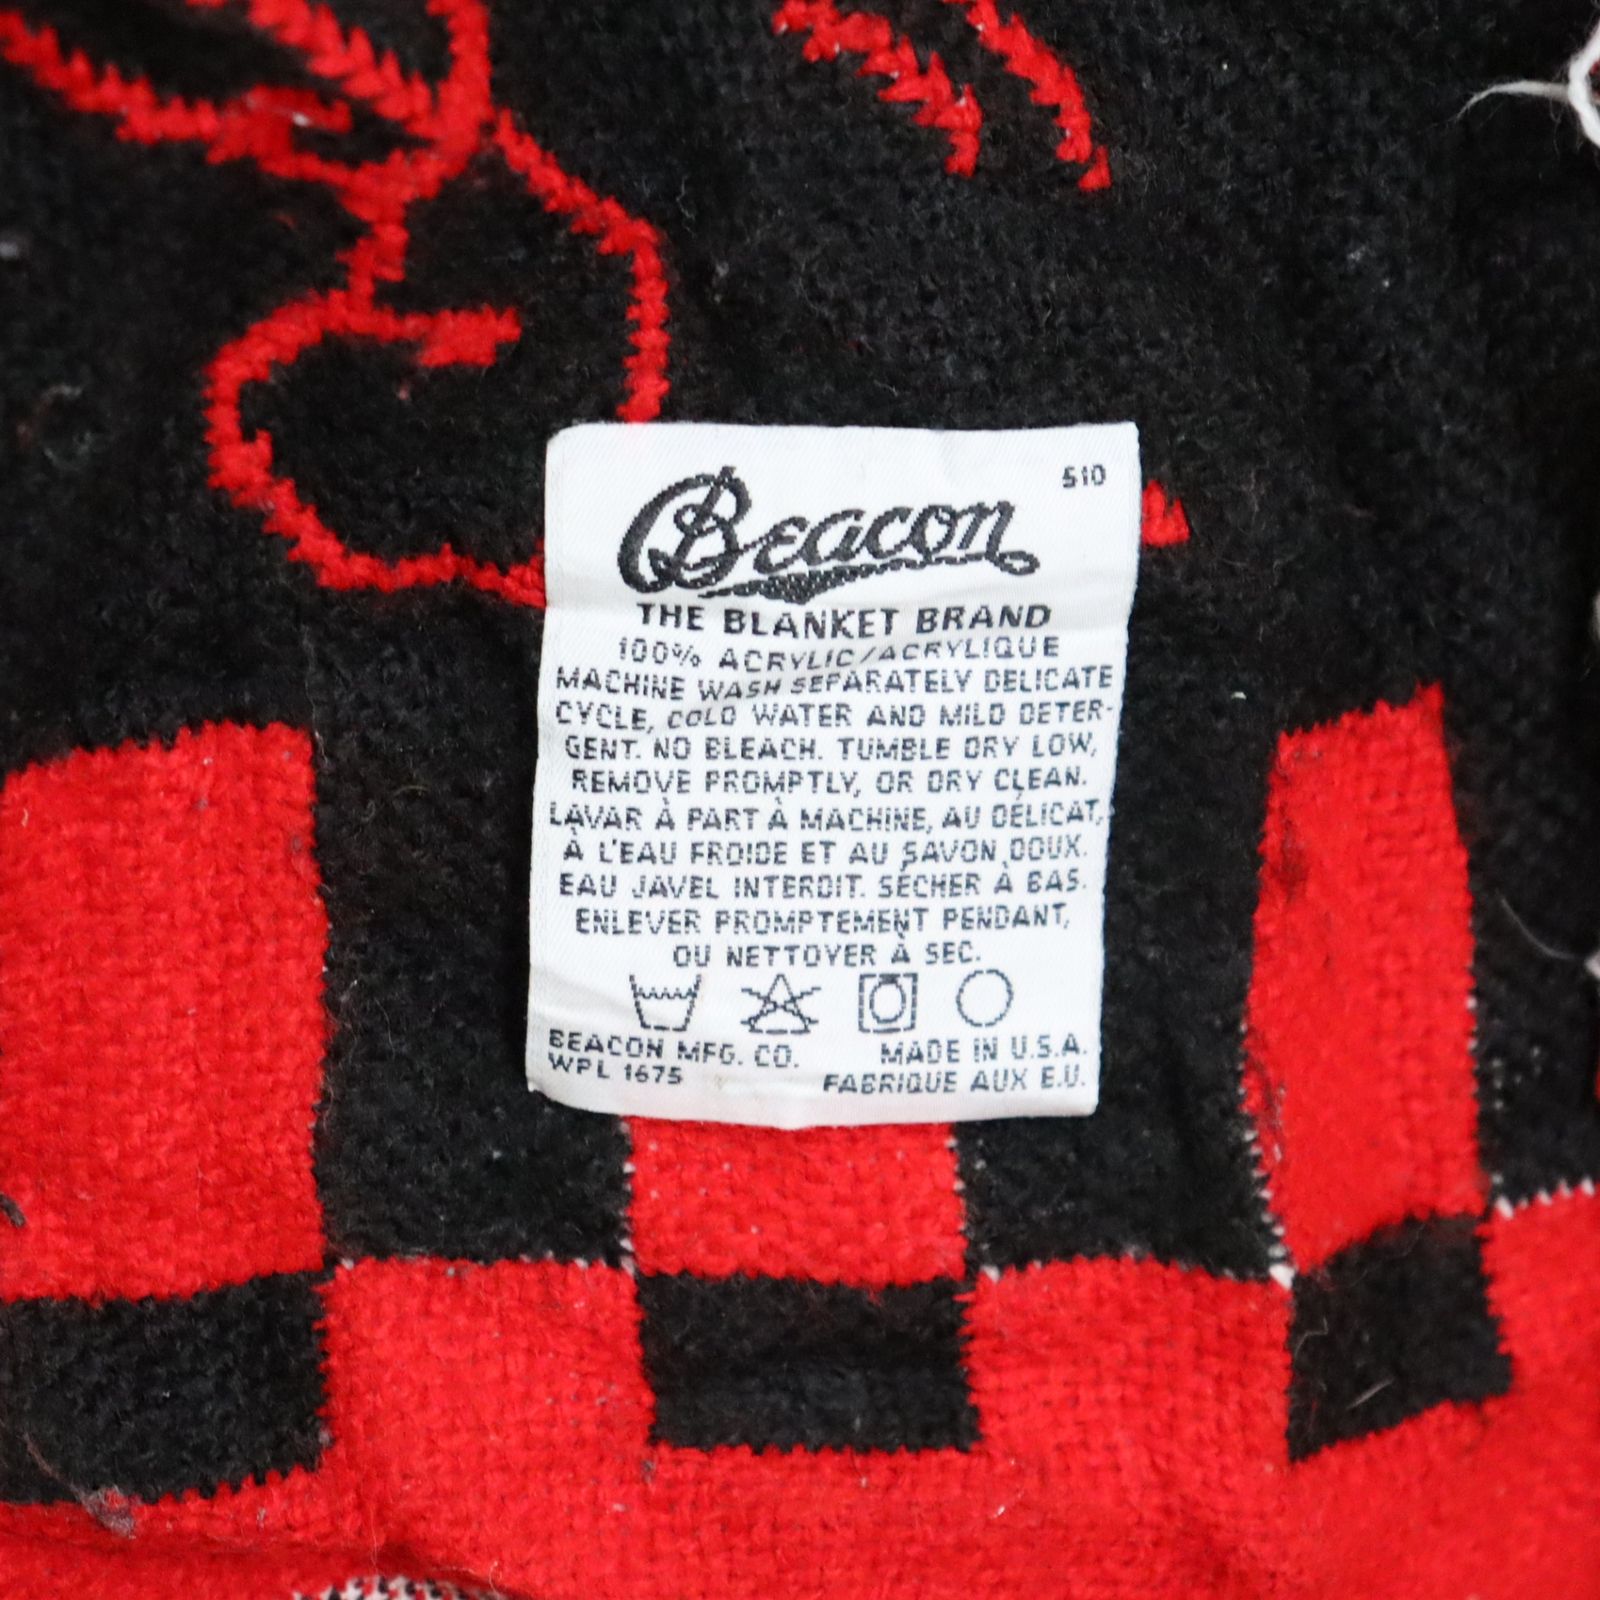 510
Beacon
THE BLANKET BRAND
100% ACRYLIC/ACRYLIQUE
MACHINE WASH SEPARATELY DELICATE
CYCLE, COLD WATER AND MILD DETER-
GENT. NO BLEACH. TUMBLE DRY LOW,
REMOVE PROMPTLY, OR DRY CLEAN.
LAVAR À PART À MACHINE, AU DÉLICAT,
À L'EAU FROIDE ET AU SAVON DOUX.
EAU JAVEL INTERDIT. SÉCHER À BAS.
ENLEVER PROMPTEMENT PENDANT,
OU NETTOYER À SEC.
BEACON MFG. CO. MADE IN U.S.A.
WPL 1675 FABRIQUE AUX E.U.